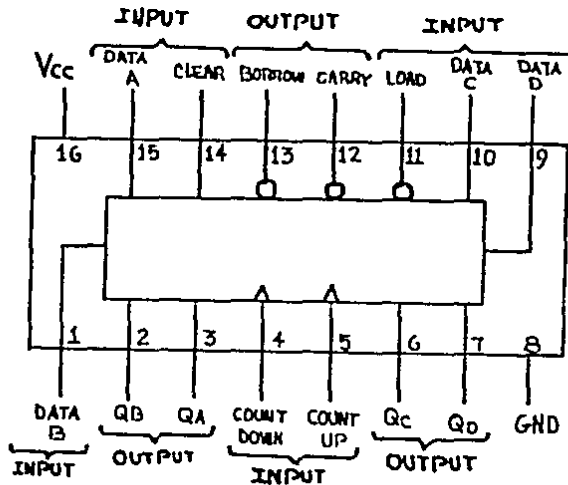 INPUT OUTPUT INPUT
DATA DATA DATA
VCC A CLEAR BORROW CARRY LOAD C D
16 15 14 13 12 11 10 9
1 2 3 4 5 6 7 8
DATA QB QA COUNT COUNT QC QD GND
B DOWN UP
INPUT OUTPUT INPUT OUTPUT